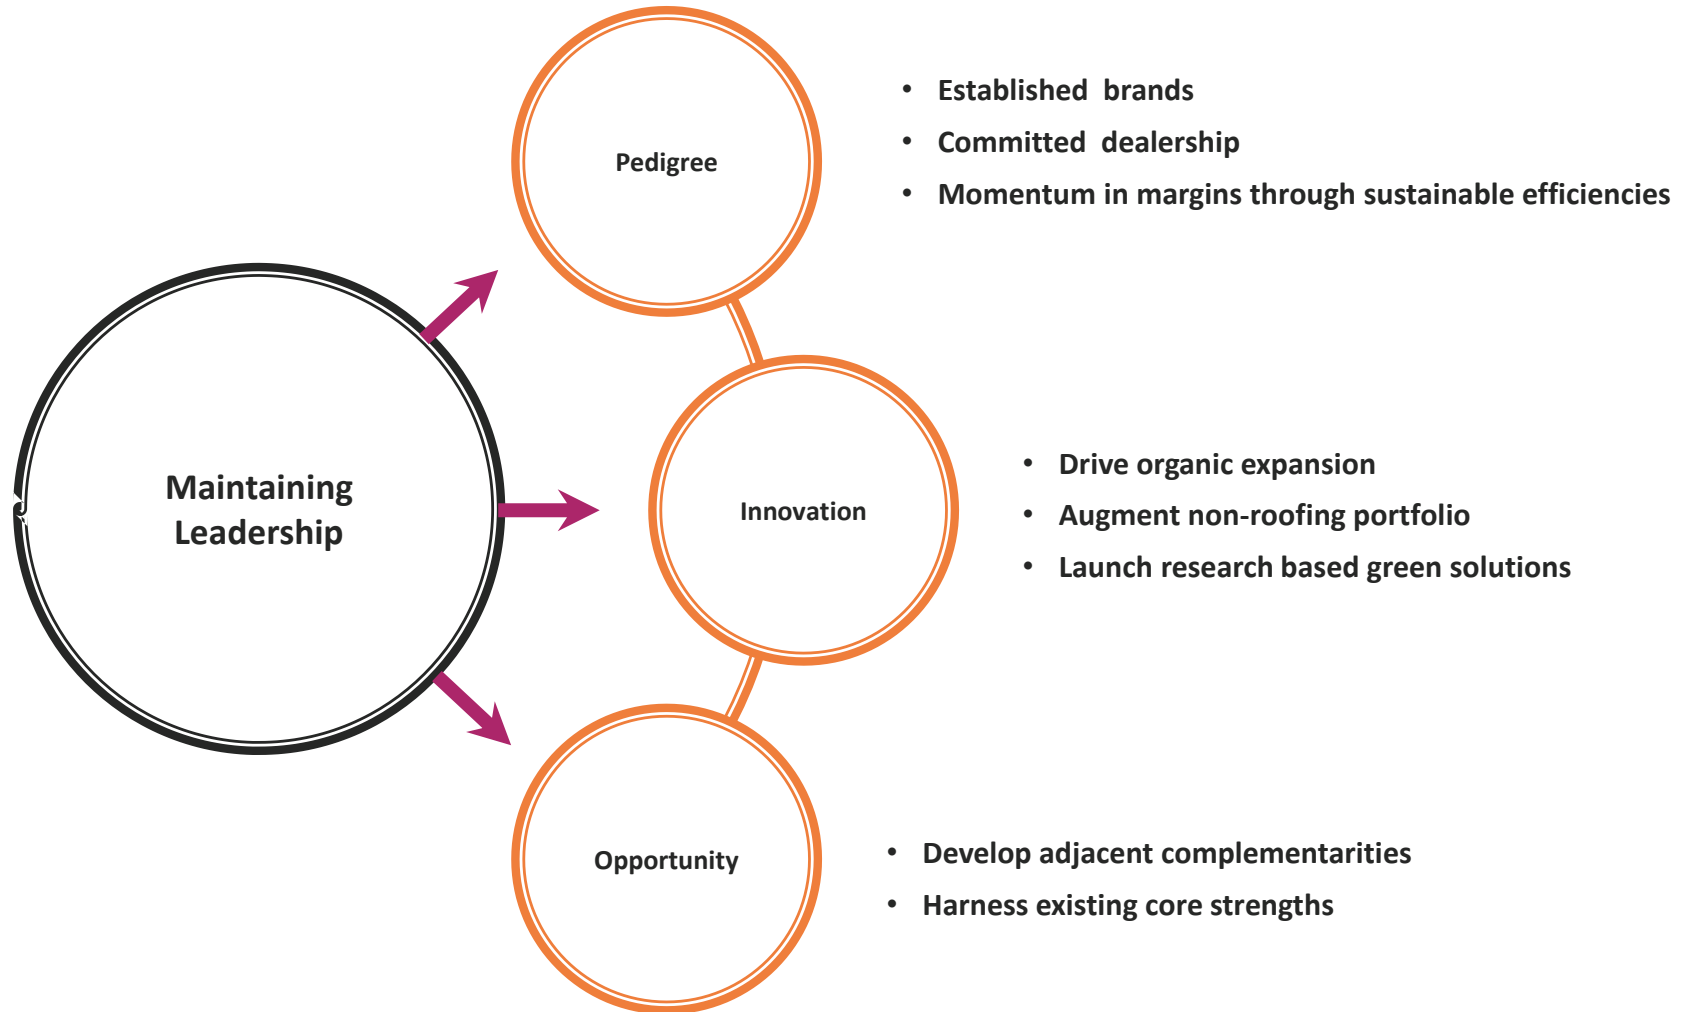 Maintaining
Leadership
Pedigree
• Established brands
• Committed dealership
• Momentum in margins through sustainable efficiencies
Innovation
• Drive organic expansion
• Augment non-roofing portfolio
• Launch research based green solutions
Opportunity
• Develop adjacent complementarities
• Harness existing core strengths